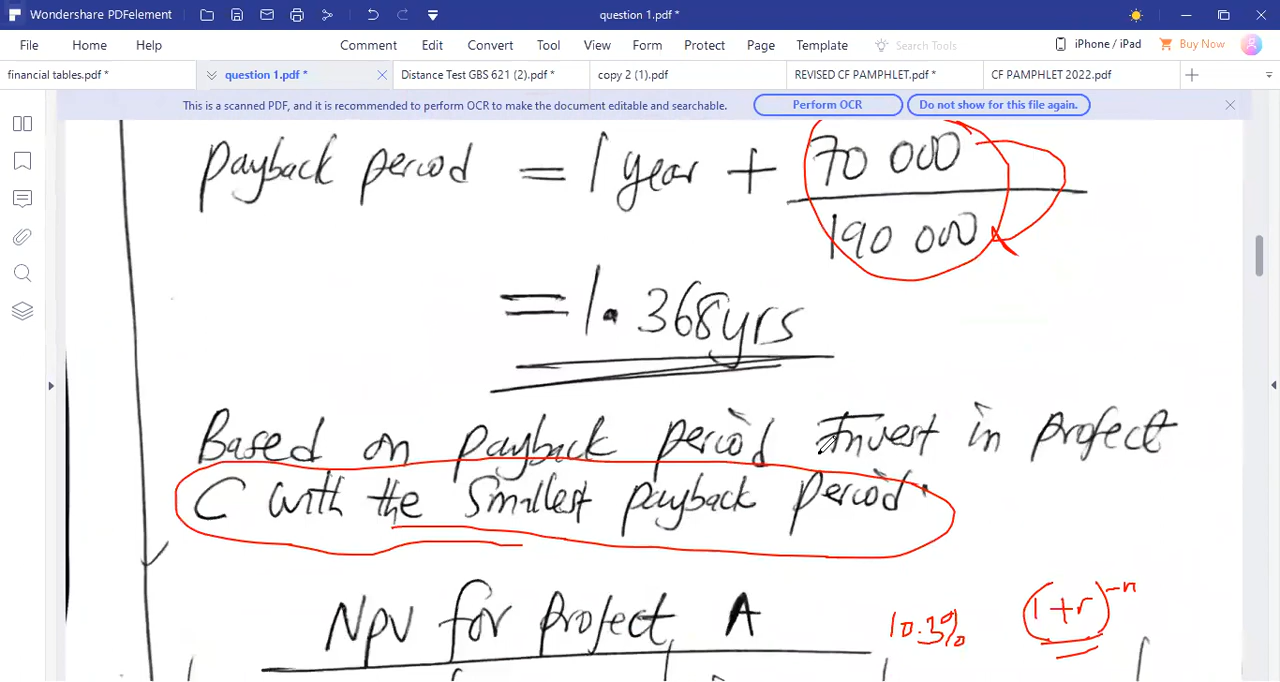 Wondershare PDFelement
question 1.pdf *
File Home Help Comment Edit Convert Tool View Form Protect Page Template Search Tools iPhone / iPad Buy Now
financial tables.pdf * question 1.pdf * Distance Test GBS 621 (2).pdf * copy 2 (1).pdf REVISED CF PAMPHLET.pdf * CF PAMPHLET 2022.pdf
This is a scanned PDF, and it is recommended to perform OCR to make the document editable and searchable. Perform OCR Do not show for this file again.
payback period = 1 year + 70 000
190 000
= 1.368yrs
Based on payback period Invest in project
C with the smallest payback period.
Npv for project A 10.3% (1+r)-n